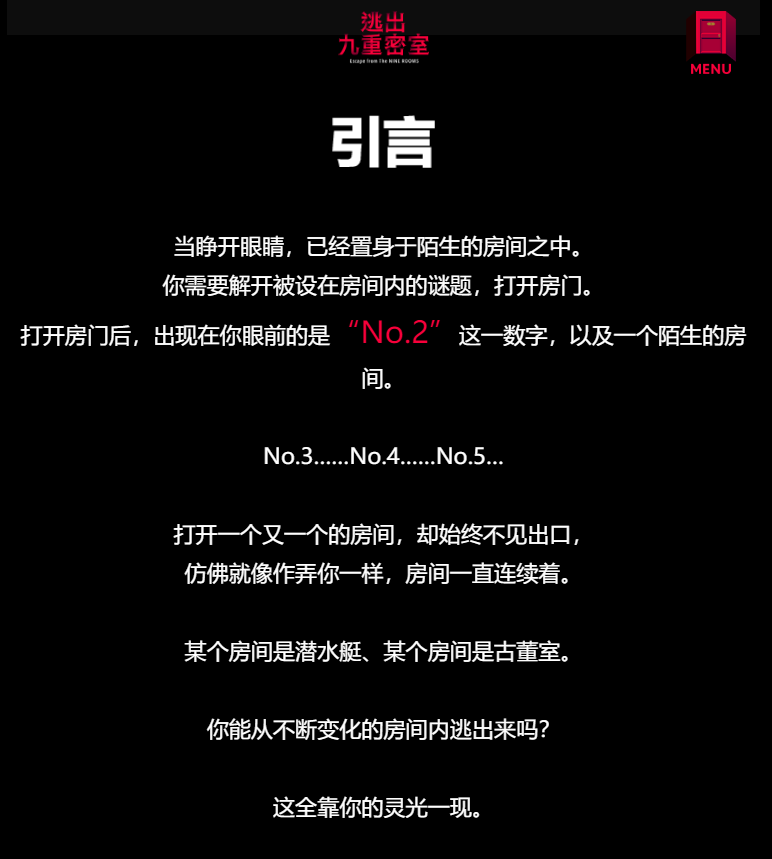 逃出
九重密室
Escape from The NINE ROOMS
MENU
引言
当睁开眼睛，已经置身于陌生的房间之中。
你需要解开被设在房间内的谜题，打开房门。
打开房门后，出现在你眼前的是“No.2”这一数字，以及一个陌生的房
间。
No.3……No.4……No.5…
打开一个又一个的房间，却始终不见出口，
仿佛就像作弄你一样，房间一直连续着。
某个房间是潜水艇、某个房间是古董室。
你能从不断变化的房间内逃出来吗？
这全靠你的灵光一现。